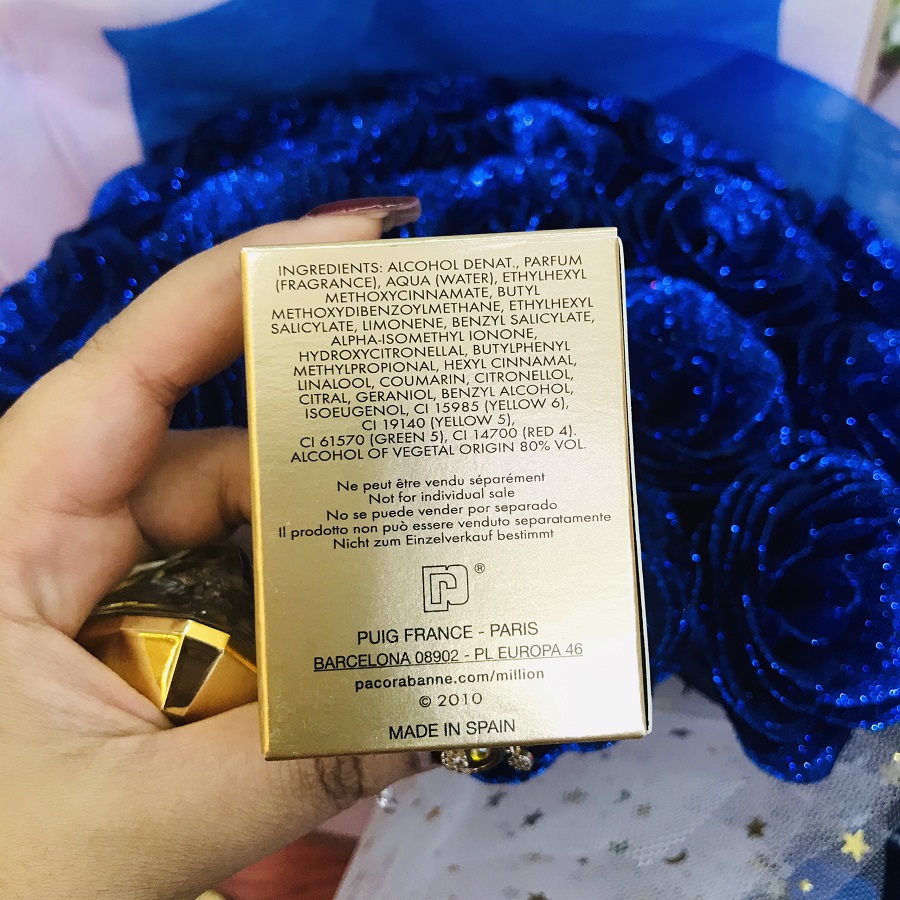 INGREDIENTS: ALCOHOL DENAT., PARFUM
(FRAGRANCE), AQUA (WATER), ETHYLHEXYL
METHOXYCINNAMATE, BUTYL
METHOXYDIBENZOYLMETHANE, ETHYLHEXYL
SALICYLATE, LIMONENE, BENZYL SALICYLATE,
ALPHA-ISOMETHYL IONONE,
HYDROXYCITRONELLAL, BUTYLPHENYL
METHYLPROPIONAL, HEXYL CINNAMAL,
LINALOOL, COUMARIN, CITRONELLOL,
CITRAL, GERANIOL, BENZYL ALCOHOL,
ISOEUGENOL, CI 15985 (YELLOW 6),
CI 19140 (YELLOW 5),
CI 61570 (GREEN 5), CI 14700 (RED 4).
ALCOHOL OF VEGETAL ORIGIN 80% VOL.
Ne peut être vendu séparément
Not for individual sale
No se puede vender por separado
Il prodotto non può essere venduto separatamente
Nicht zum Einzelverkauf bestimmt
®
PUIG FRANCE - PARIS
BARCELONA 08902 - PL EUROPA 46
pacorabanne.com/million
© 2010
MADE IN SPAIN